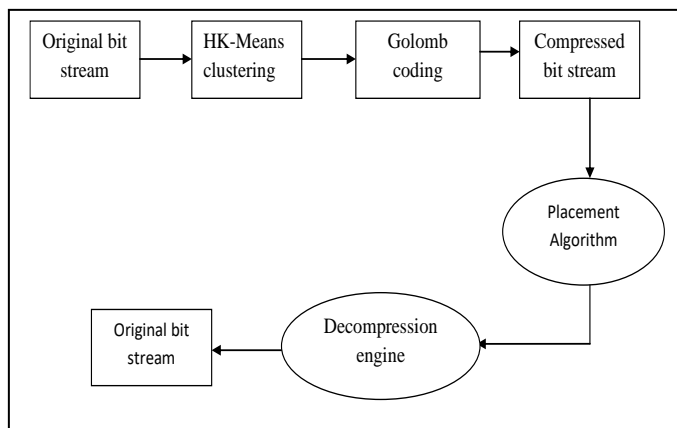 Original bit
stream
HK-Means
clustering
Golomb
coding
Compressed
bit stream
Placement
Algorithm
Decompression
engine
Original bit
stream